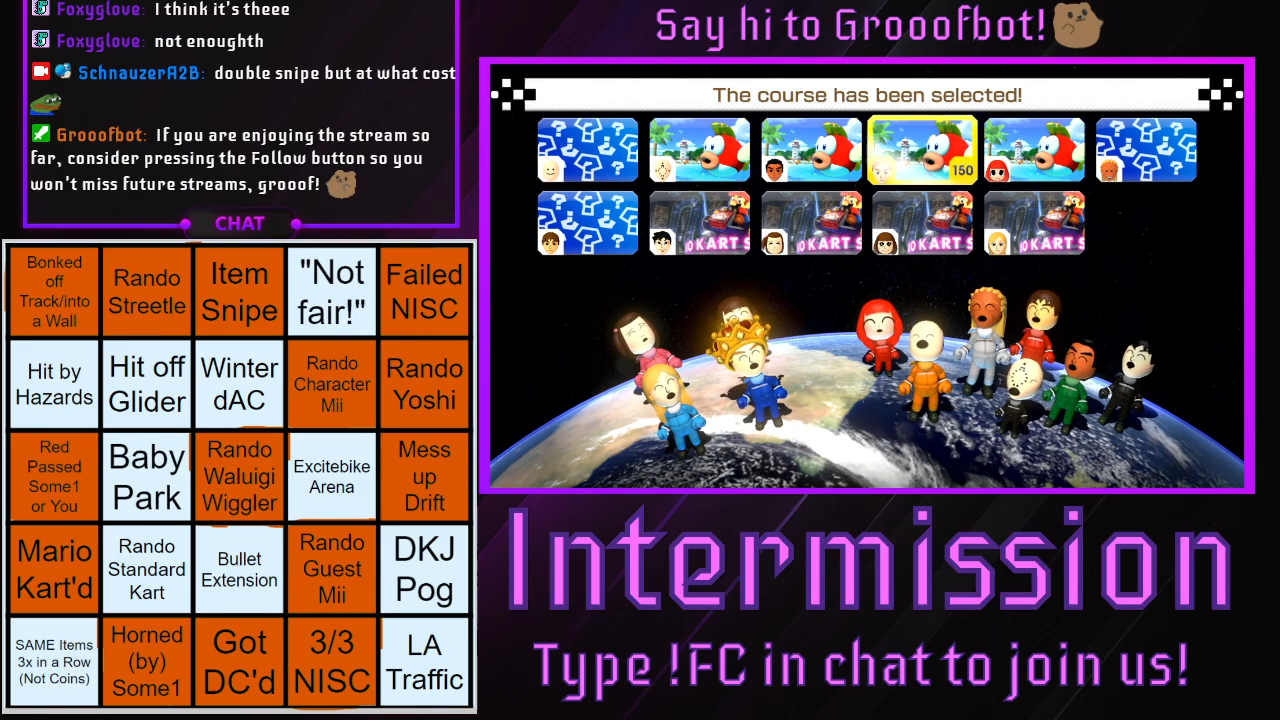 Foxyglove: I think it's theee
Foxyglove: not enoughth
SchnauzerA2B: double snipe but at what cost
Grooofbot: If you are enjoying the stream so
far, consider pressing the Follow button so you
won't miss future streams, grooof!
CHAT
Say hi to Grooofbot!
The course has been selected!
150
OKART S
OKART S
OKART S
OKART S
Bonked
off
Track/into
a Wall
Rando
Streetle
Item
Snipe
"Not
fair!"
Failed
NISC
Hit by
Hazards
Hit off
Glider
Winter
dAC
Rando
Character
Mii
Rando
Yoshi
Red
Passed
Some1
or You
Baby
Park
Rando
Waluigi
Wiggler
Excitebike
Arena
Mess
up
Drift
Mario
Kart'd
Rando
Standard
Kart
Bullet
Extension
Rando
Guest
Mii
DKJ
Pog
SAME Items
3x in a Row
(Not Coins)
Horned
(by)
Some1
Got
DC'd
3/3
NISC
LA
Traffic
Intermission
Type !FC in chat to join us!